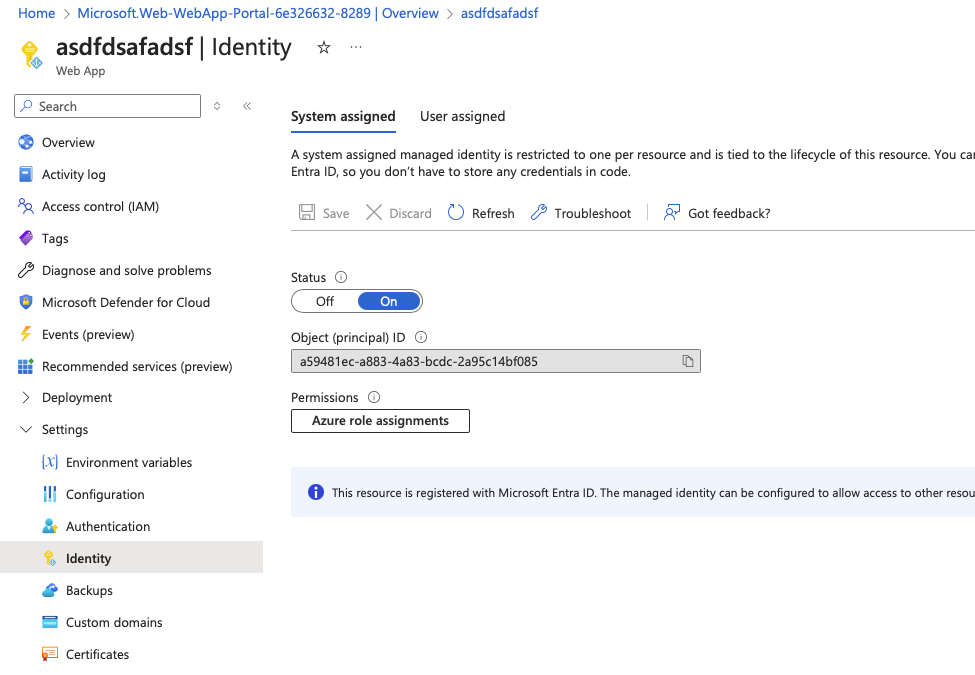 Home > Microsoft.Web-WebApp-Portal-6e326632-8289 | Overview > asdfdsafadsf
asdfdsafadsf | Identity
Web App
Search
Overview
Activity log
Access control (IAM)
Tags
Diagnose and solve problems
Microsoft Defender for Cloud
Events (preview)
Recommended services (preview)
Deployment
Settings
Environment variables
Configuration
Authentication
Identity
Backups
Custom domains
Certificates
System assigned User assigned
A system assigned managed identity is restricted to one per resource and is tied to the lifecycle of this resource. You can
Entra ID, so you don't have to store any credentials in code.
Save Discard Refresh Troubleshoot Got feedback?
Status
Off On
Object (principal) ID
a59481ec-a883-4a83-bcdc-2a95c14bf085
Permissions
Azure role assignments
This resource is registered with Microsoft Entra ID. The managed identity can be configured to allow access to other resou